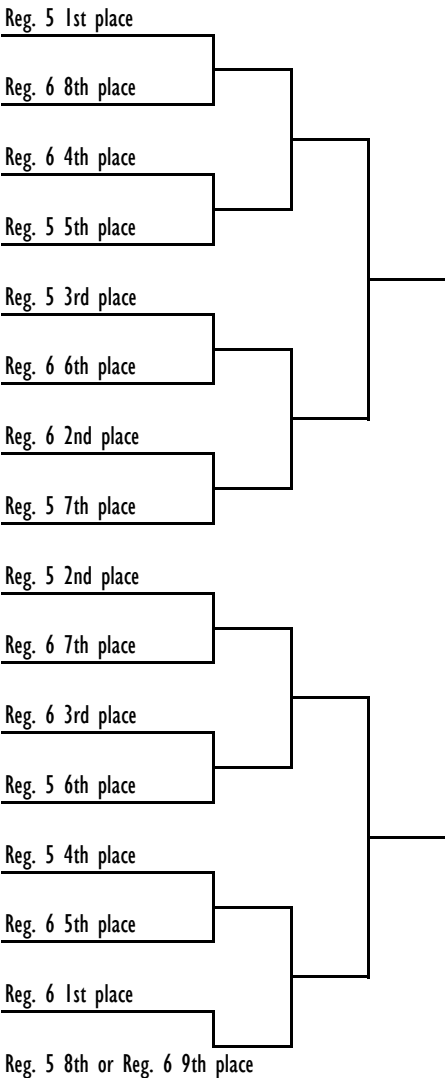 Reg. 5 1st place
Reg. 6 8th place
Reg. 6 4th place
Reg. 5 5th place
Reg. 5 3rd place
Reg. 6 6th place
Reg. 6 2nd place
Reg. 5 7th place
Reg. 5 2nd place
Reg. 6 7th place
Reg. 6 3rd place
Reg. 5 6th place
Reg. 5 4th place
Reg. 6 5th place
Reg. 6 1st place
Reg. 5 8th or Reg. 6 9th place